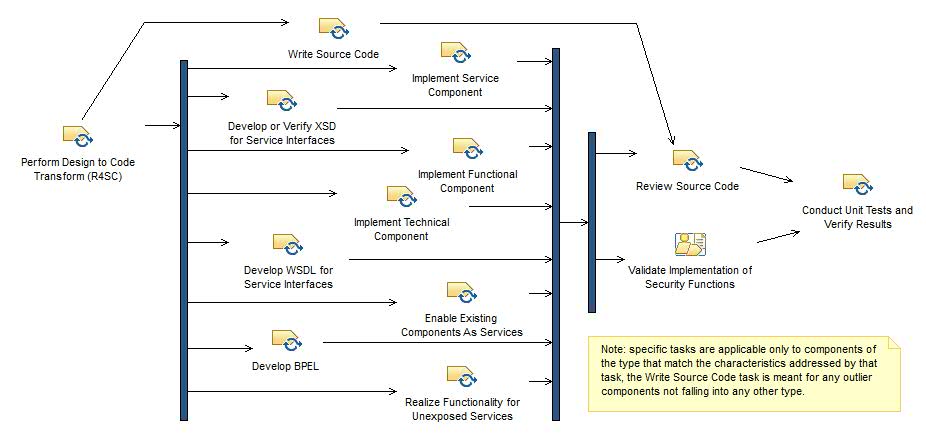 Write Source Code
Implement Service
Component
Develop or Verify XSD
for Service Interfaces
Perform Design to Code
Transform (R4SC)
Implement Functional
Component
Review Source Code
Implement Technical
Component
Conduct Unit Tests and
Verify Results
Develop WSDL for
Service Interfaces
Validate Implementation of
Security Functions
Enable Existing
Components As Services
Develop BPEL
Realize Functionality for
Unexposed Services
Note: specific tasks are applicable only to components of
the type that match the characteristics addressed by that
task, the Write Source Code task is meant for any outlier
components not falling into any other type.